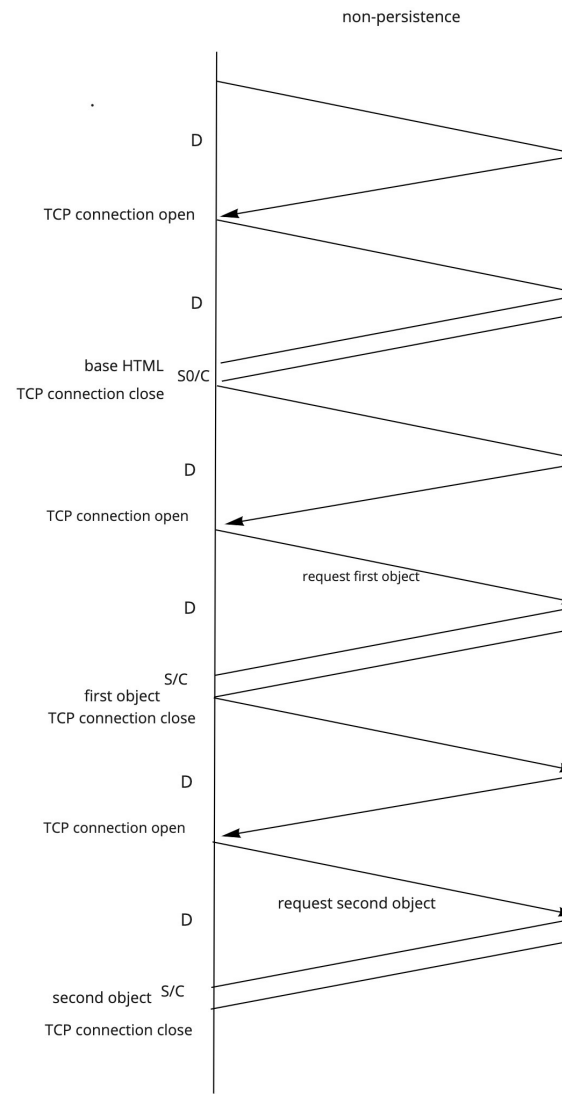 non-persistence
D
TCP connection open
D
base HTML
S0/C
TCP connection close
D
TCP connection open
request first object
D
S/C
first object
TCP connection close
D
TCP connection open
request second object
D
S/C
second object
TCP connection close